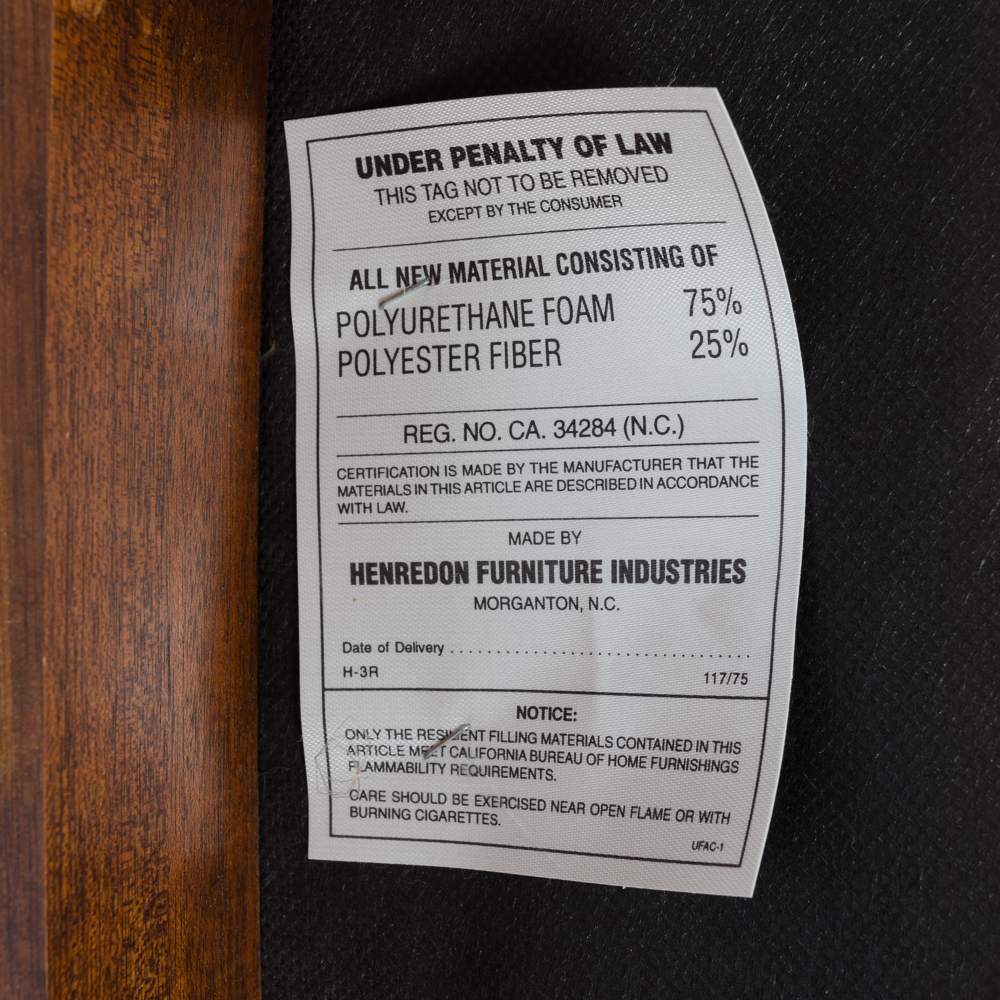 UNDER PENALTY OF LAW
THIS TAG NOT TO BE REMOVED
EXCEPT BY THE CONSUMER
ALL NEW MATERIAL CONSISTING OF
POLYURETHANE FOAM 75%
POLYESTER FIBER 25%
REG. NO. CA. 34284 (N.C.)
CERTIFICATION IS MADE BY THE MANUFACTURER THAT THE
MATERIALS IN THIS ARTICLE ARE DESCRIBED IN ACCORDANCE
WITH LAW.
MADE BY
HENREDON FURNITURE INDUSTRIES
MORGANTON, N.C.
Date of Delivery .................................
H-3R 117/75
NOTICE:
ONLY THE RESILIENT FILLING MATERIALS CONTAINED IN THIS
ARTICLE MEET CALIFORNIA BUREAU OF HOME FURNISHINGS
FLAMMABILITY REQUIREMENTS.
CARE SHOULD BE EXERCISED NEAR OPEN FLAME OR WITH
BURNING CIGARETTES.
UFAC-1